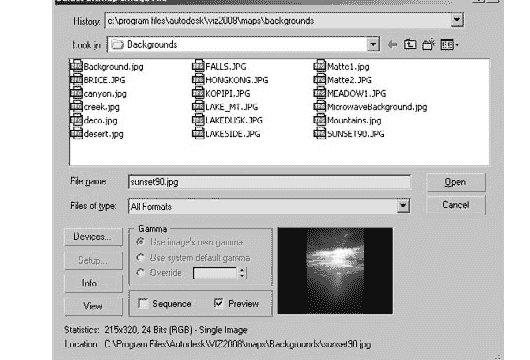 Select Bitmap Image File
History: c:\program files\autodesk\viz2008\maps\backgrounds
Look in: Backgrounds
Background.jpg FALLS.JPG Matte1.jpg
BRICE.JPG HONGKONG.JPG Matte2.JPG
canyon.jpg KOPIPI.JPG MEADOW1.JPG
creek.jpg LAKE_MT.JPG MicrowaveBackground.jpg
deco.jpg LAKEDUSK.JPG Mountains.jpg
desert.jpg LAKESIDE.JPG SUNSET90.JPG
File name: sunset90.jpg Open
Files of type: All Formats Cancel
Devices... Gamma
Use image's own gamma
Setup... Use system default gamma
Info Override
View Sequence Preview
Statistics: 215x320, 24 Bits (RGB) - Single Image
Location: C:\Program Files\Autodesk\VIZ2008\maps\Backgrounds\sunset90.jpg